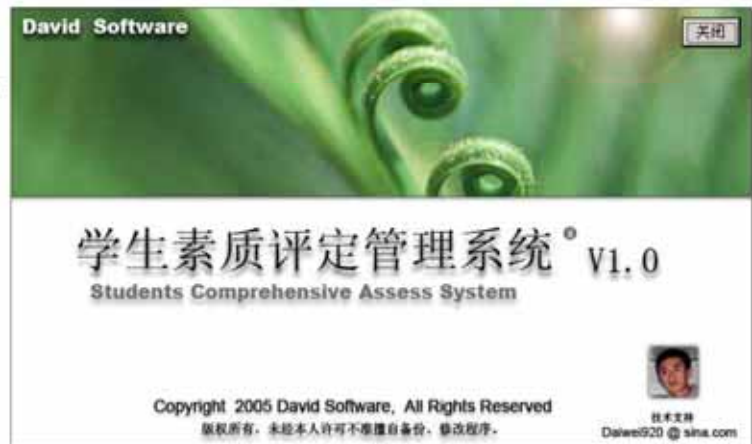 David Software
关闭
学生素质评定管理系统® V1.0
Students Comprehensive Assess System
Copyright 2005 David Software, All Rights Reserved
版权所有，未经本人许可不准擅自备份、修改程序。
技术支持
Daiwei920 @ sina.com